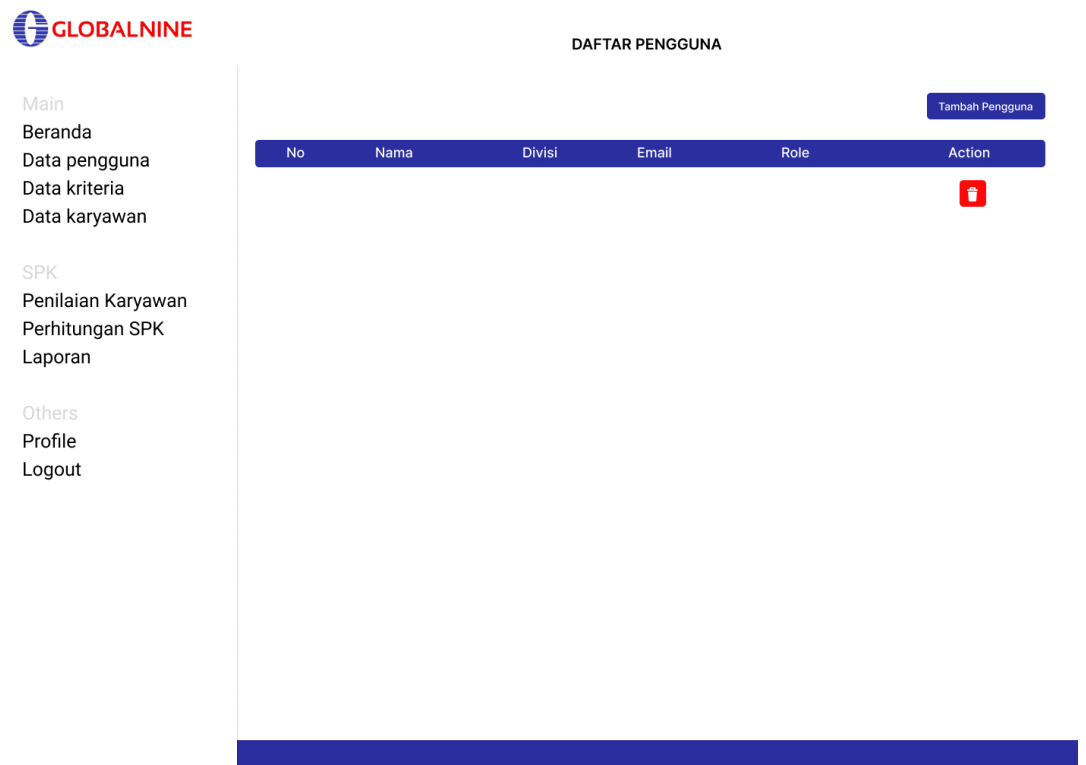 GLOBALNINE
DAFTAR PENGGUNA
Main
Beranda
Data pengguna
Data kriteria
Data karyawan
SPK
Penilaian Karyawan
Perhitungan SPK
Laporan
Others
Profile
Logout
Tambah Pengguna
No Nama Divisi Email Role Action